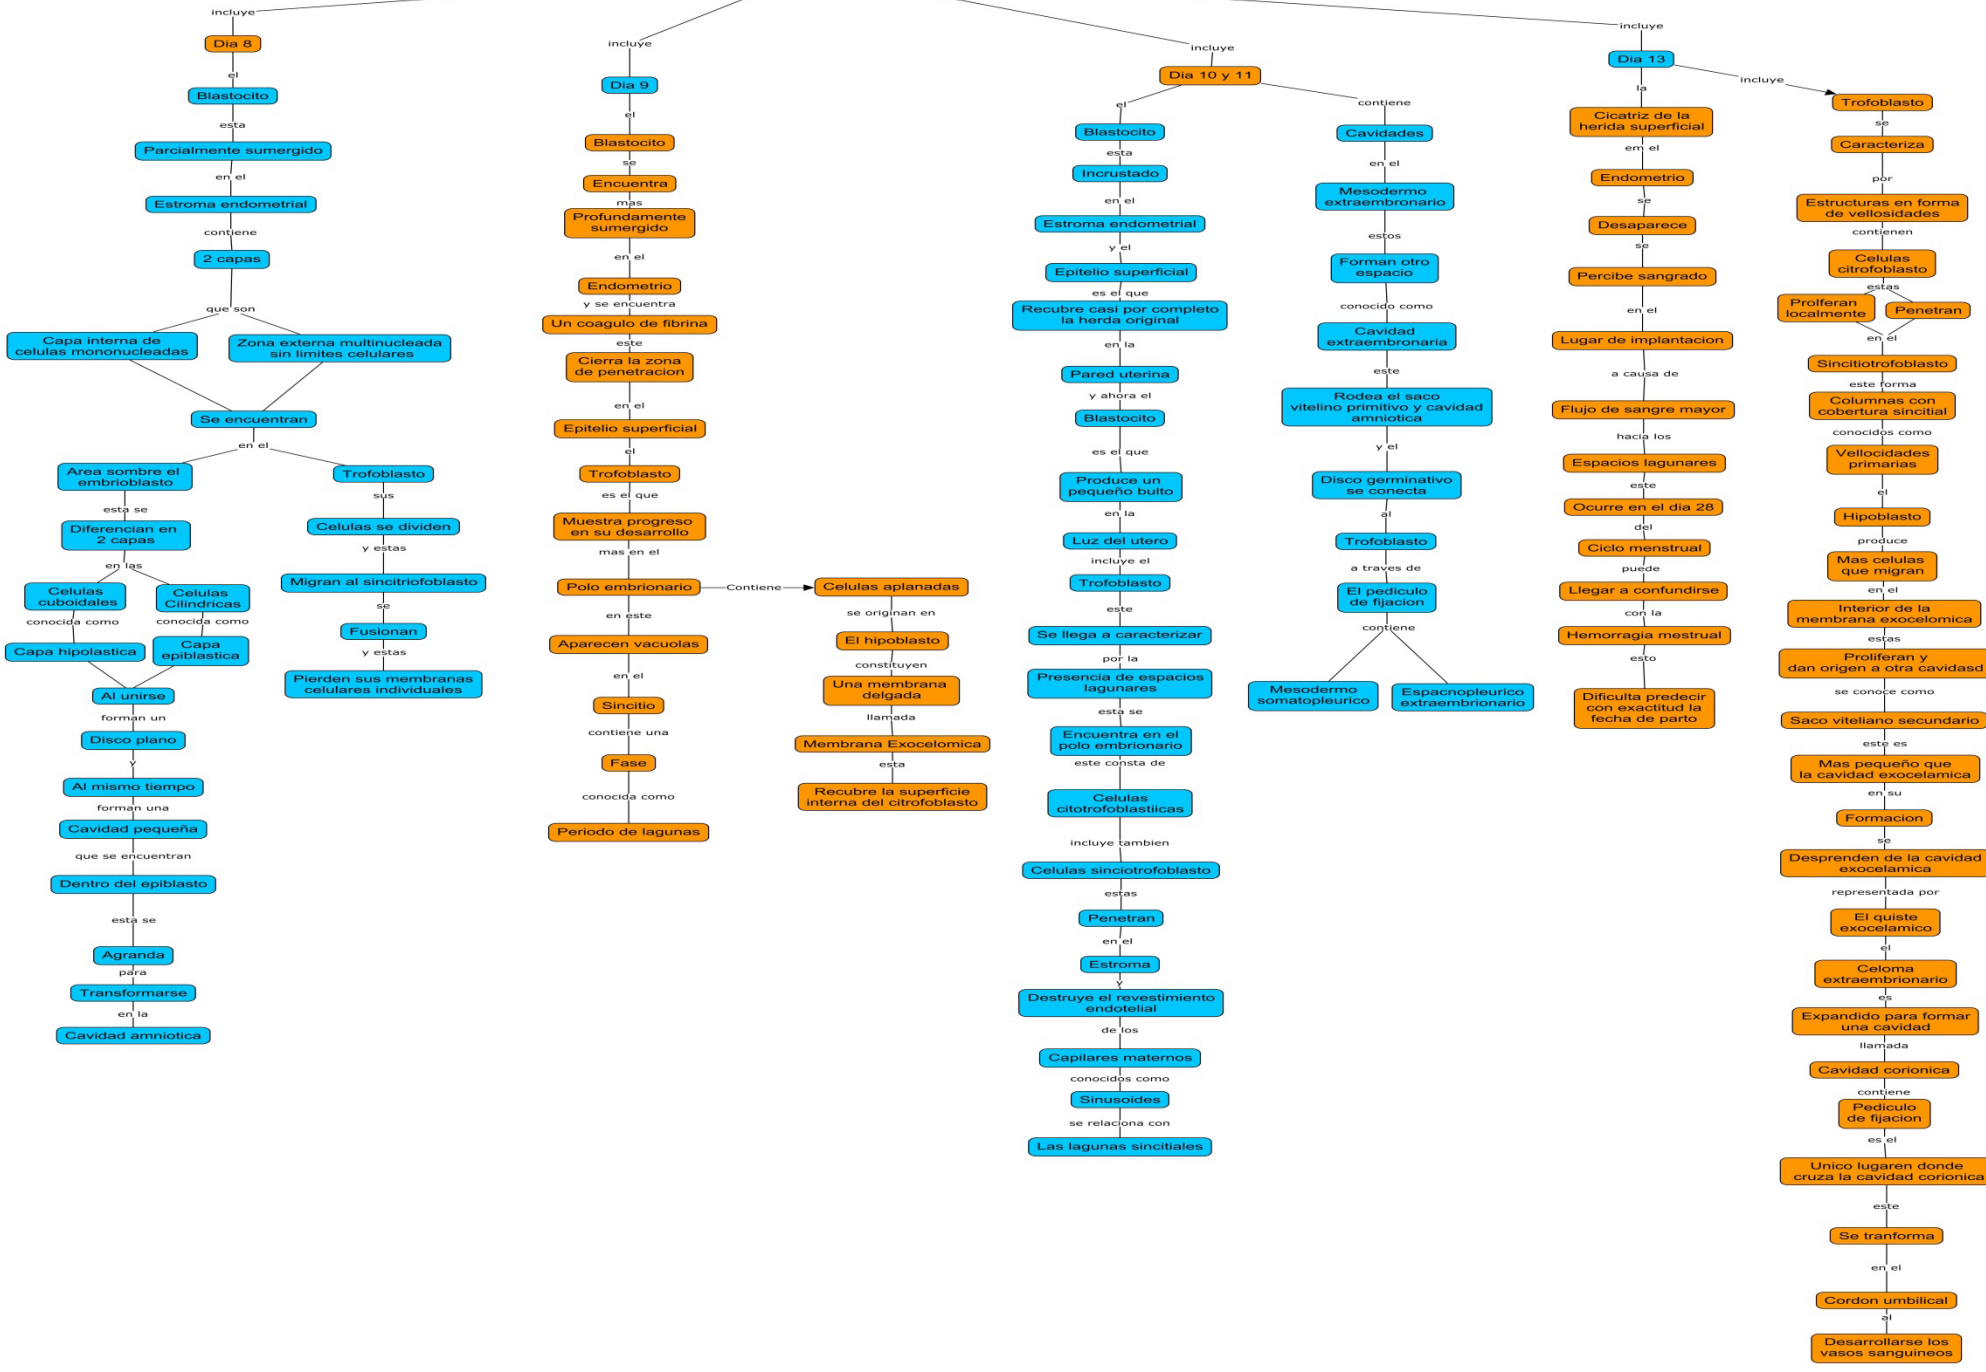 incluye
Dia 8
el
Blastocito
esta
Parcialmente sumergido
en el
Estroma endometrial
contiene
2 capas
que son
Capa interna de
celulas mononucleadas
Zona externa multinucleada
sin limites celulares
Se encuentran
en el
Area sombre el
embrioblasto
esta se
Diferencian en
2 capas
en las
Celulas
cuboidales
conocida como
Capa hipolastica
Celulas
Cilindricas
conocida como
Capa
epiblastica
Al unirse
forman un
Disco plano
y
Al mismo tiempo
forman una
Cavidad pequeña
que se encuentran
Dentro del epiblasto
esta se
Agranda
para
Transformarse
en la
Cavidad amniotica
Trofoblasto
sus
Celulas se dividen
y estas
Migran al sincitriofoblasto
se
Fusionan
y estas
Pierden sus membranas
celulares individuales
incluye
Dia 9
el
Blastocito
se
Encuentra
mas
Profundamente
sumergido
en el
Endometrio
y se encuentra
Un coagulo de fibrina
este
Cierra la zona
de penetracion
en el
Epitelio superficial
el
Trofoblasto
es el que
Muestra progreso
en su desarrollo
mas en el
Polo embrionario
en este
Aparecen vacuolas
en el
Sincitio
contiene una
Fase
conocida como
Periodo de lagunas
Contiene
Celulas aplanadas
se originan en
El hipoblasto
constituyen
Una membrana
delgada
llamada
Membrana Exocelomica
esta
Recubre la superficie
interna del citrofoblasto
incluye
Dia 10 y 11
el
Blastocito
esta
Incrustado
en el
Estroma endometrial
y el
Epitelio superficial
es el que
Recubre casi por completo
la herda original
en la
Pared uterina
y ahora el
Blastocito
es el que
Produce un
pequeño bulto
en la
Luz del utero
incluye el
Trofoblasto
este
Se llega a caracterizar
por la
Presencia de espacios
lagunares
esta se
Encuentra en el
polo embrionario
este consta de
Celulas
citotrofoblastiicas
incluye tambien
Celulas sinciotrofoblasto
estas
Penetran
en el
Estroma
y
Destruye el revestimiento
endotelial
de los
Capilares maternos
conocidos como
Sinusoides
se relaciona con
Las lagunas sincitiales
contiene
Cavidades
en el
Mesodermo
extraembronario
estos
Forman otro
espacio
conocido como
Cavidad
extraembronaria
este
Rodea el saco
vitelino primitivo y cavidad
amniotica
y el
Disco germinativo
se conecta
al
Trofoblasto
a traves de
El pediculo
de fijacion
contiene
Mesodermo
somatopleurico
Espacnopleurico
extraembrionario
incluye
Dia 13
la
Cicatriz de la
herida superficial
em el
Endometrio
se
Desaparece
se
Percibe sangrado
en el
Lugar de implantacion
a causa de
Flujo de sangre mayor
hacia los
Espacios lagunares
este
Ocurre en el dia 28
del
Ciclo menstrual
puede
Llegar a confundirse
con la
Hemorragia mestrual
esto
Dificulta predecir
con exactitud la
fecha de parto
incluye
Trofoblasto
se
Caracteriza
por
Estructuras en forma
de vellosidades
contienen
Celulas
citrofoblasto
estas
Prolferan
localmente
Penetran
en el
Sincitiotrofoblasto
este forma
Columnas con
cobertura sincitial
conocidos como
Vellocidades
primarias
el
Hipoblasto
produce
Mas celulas
que migran
en el
Interior de la
membrana exocelomica
estas
Proliferan y
dan origen a otra cavidasd
se conoce como
Saco viteliano secundario
este es
Mas pequeño que
la cavidad exocelamica
en su
Formacion
se
Desprenden de la cavidad
exocelamica
representada por
El quiste
exocelamico
el
Celoma
extraembrionario
es
Expandido para formar
una cavidad
llamada
Cavidad corionica
contiene
Pediculo
de fijacion
es el
Unico lugaren donde
cruza la cavidad corionica
este
Se tranforma
en el
Cordon umbilical
al
Desarrollarse los
vasos sanguineos